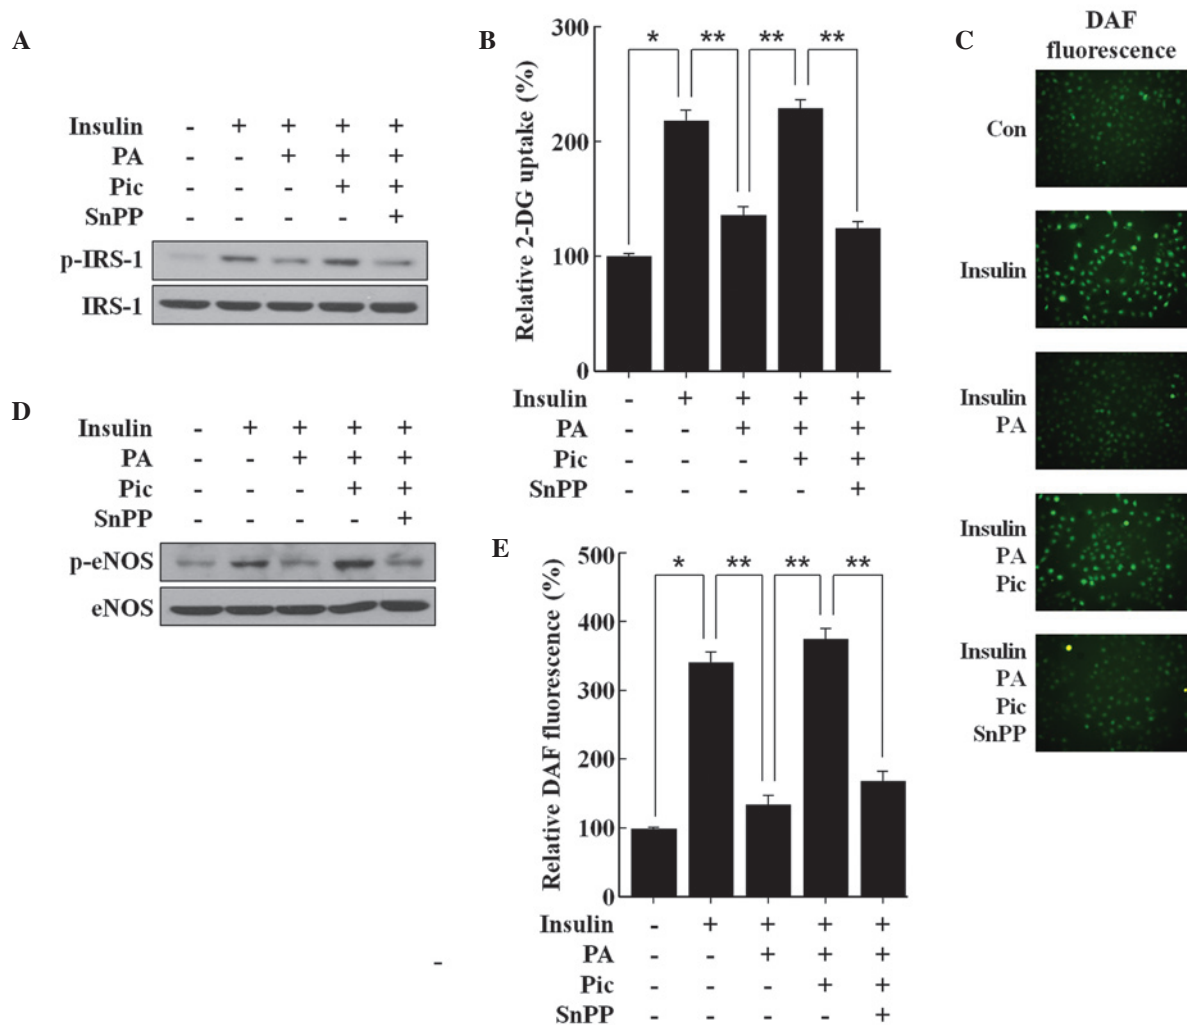 A
Insulin - + + + +
PA - - + + +
Pic - - - + +
SnPP - - - - +
p-IRS-1
IRS-1
B
Relative 2-DG uptake (%)
300
200
100
0
* ** ** **
Insulin - + + + +
PA - - + + +
Pic - - - + +
SnPP - - - - +
C
DAF
fluorescence
Con
Insulin
Insulin
PA
Insulin
PA
Pic
Insulin
PA
Pic
SnPP
D
Insulin - + + + +
PA - - + + +
Pic - - - + +
SnPP - - - - +
p-eNOS
eNOS
E
Relative DAF fluorescence (%)
500
400
300
200
100
0
* ** ** **
Insulin - + + + +
PA - - + + +
Pic - - - + +
SnPP - - - - +
-